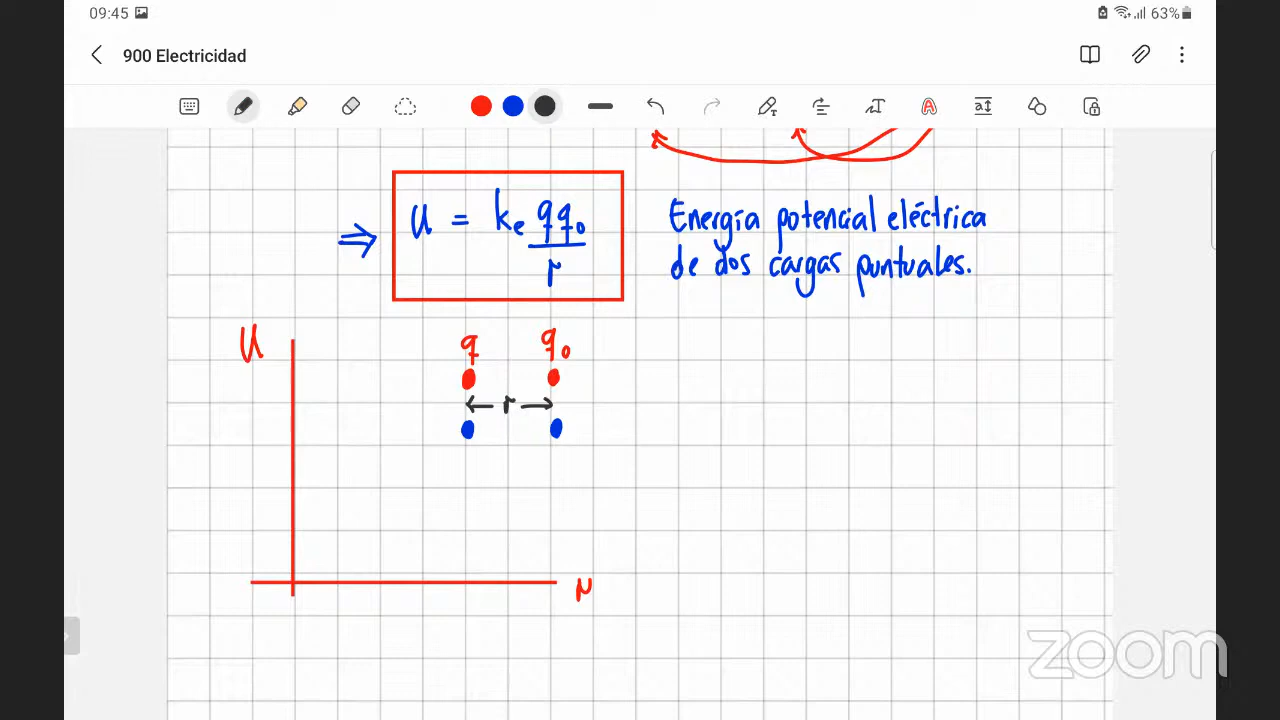 09:45
63%
900 Electricidad
⇒ U = ke qq₀ / r
Energía potencial eléctrica
de dos cargas puntuales.
U
q q₀
r
r
zoom